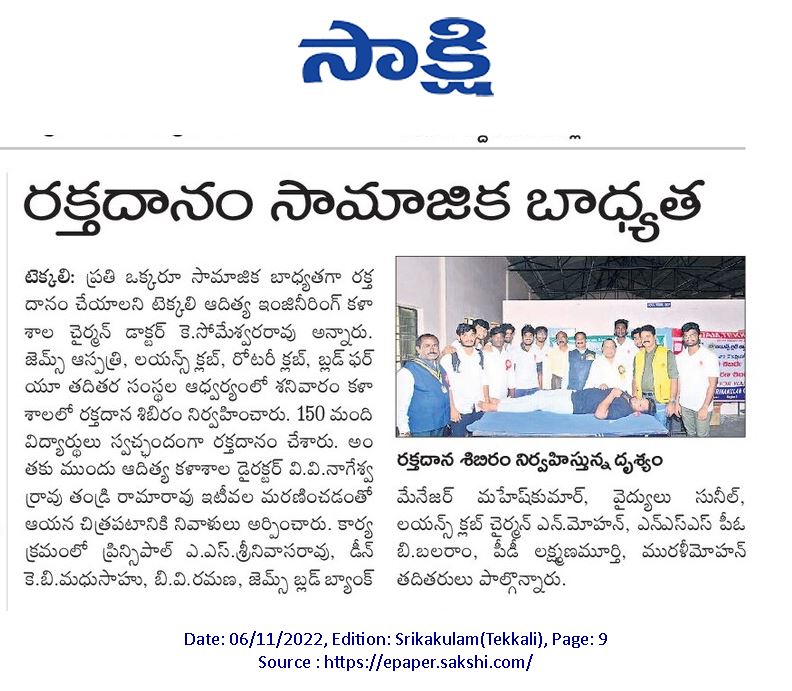 సాక్షి
రక్తదానం సామాజిక బాధ్యత
టెక్కలి: ప్రతి ఒక్కరూ సామాజిక బాధ్యతగా రక్త
దానం చేయాలని టెక్కలి ఆదిత్య ఇంజినీరింగ్ కళా
శాల చైర్మన్ డాక్టర్ కె.సోమేశ్వరరావు అన్నారు.
జెమ్స్ ఆస్పత్రి, లయన్స్ క్లబ్, రోటరీ క్లబ్, బ్లడ్ ఫర్
యూ తదితర సంస్థల ఆధ్వర్యంలో శనివారం కళా
శాలలో రక్తదాన శిబిరం నిర్వహించారు. 150 మంది
విద్యార్థులు స్వచ్ఛందంగా రక్తదానం చేశారు. అం
తకు ముందు ఆదిత్య కళాశాల డైరక్టర్ వి.వి.నాగేశ్వ
ర్రావు తండ్రి రామారావు ఇటీవల మరణించడంతో
ఆయన చిత్రపటానికి నివాళులు అర్పించారు. కార్య
క్రమంలో ప్రిన్సిపాల్ ఎ.ఎస్.శ్రీనివాసరావు, డీన్
కె.బి.మధుసాహు, బి.వి.రమణ, జెమ్స్ బ్లడ్ బ్యాంక్
రక్తదాన శిబిరం నిర్వహిస్తున్న దృశ్యం
మేనేజర్ మహేష్‌కుమార్, వైద్యులు సునీల్,
లయన్స్ క్లబ్ చైర్మన్ ఎన్.మోహన్, ఎన్ఎస్ఎస్ పీఓ
బి.బలరాం, పీడీ లక్ష్మణమూర్తి, మురళీమోహన్
తదితరులు పాల్గొన్నారు.
Date: 06/11/2022, Edition: Srikakulam(Tekkali), Page: 9
Source : https://epaper.sakshi.com/